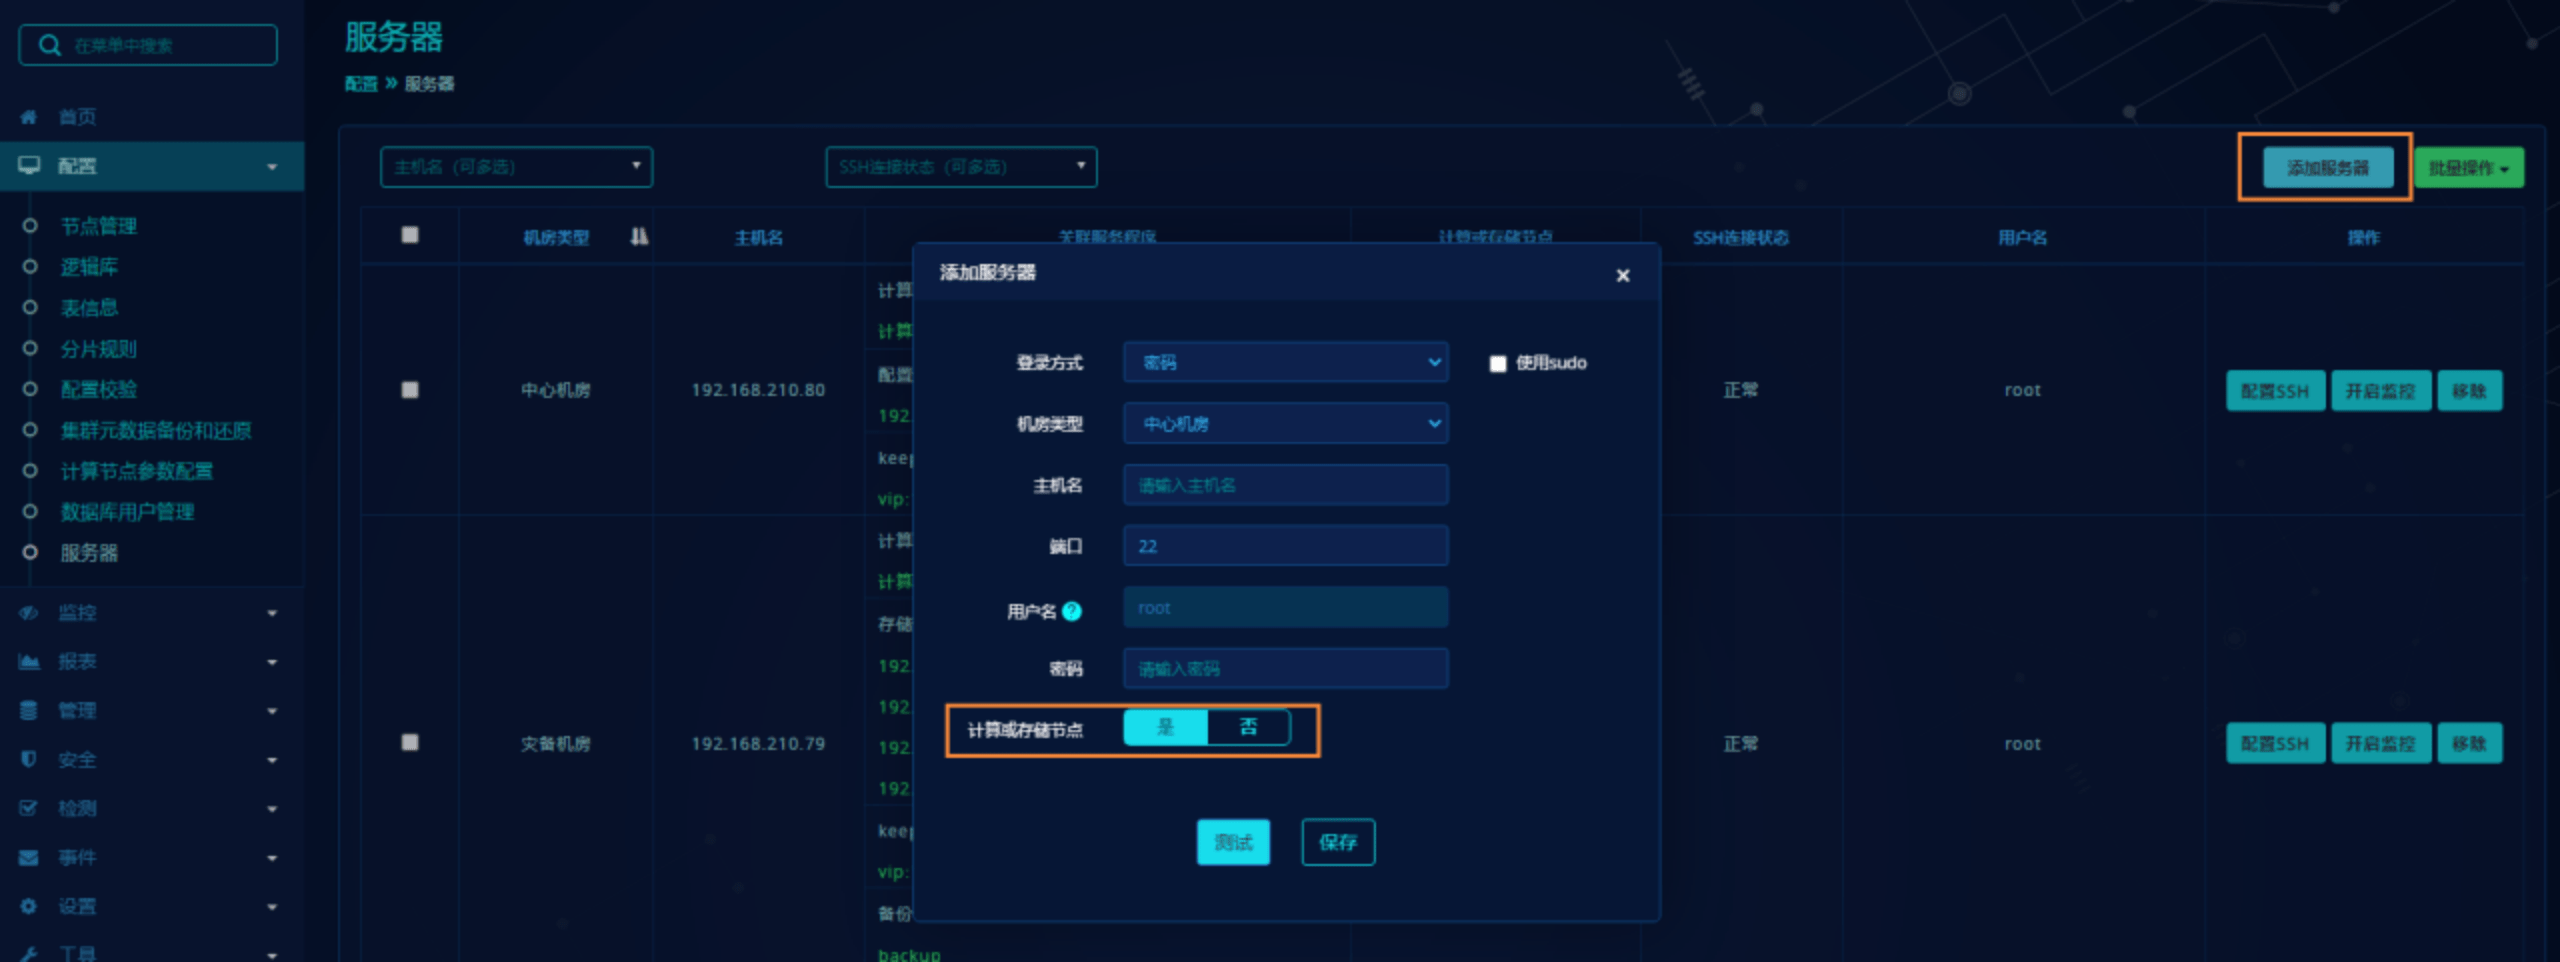 在菜单中搜索
首页
配置
节点管理
逻辑库
表信息
分片规则
配置校验
集群元数据备份和还原
计算节点参数配置
数据库用户管理
服务器
监控
报表
管理
安全
检测
事件
设置
工具
服务器
配置 » 服务器
主机名（可多选）
SSH连接状态（可多选）
添加服务器
批量操作
机房类型
主机名
关联服务程序
计算或存储节点
SSH连接状态
用户名
操作
中心机房
192.168.210.80
计算
计算
配置
192.
keep
vip:
正常
root
配置SSH
开启监控
移除
灾备机房
192.168.210.79
计算
计算
存储
192.
192.
192.
192.
keep
vip:
备份
backup
正常
root
配置SSH
开启监控
移除
添加服务器
×
登录方式
密码
使用sudo
机房类型
中心机房
主机名
请输入主机名
端口
22
用户名 ?
root
密码
请输入密码
计算或存储节点
是
否
测试
保存